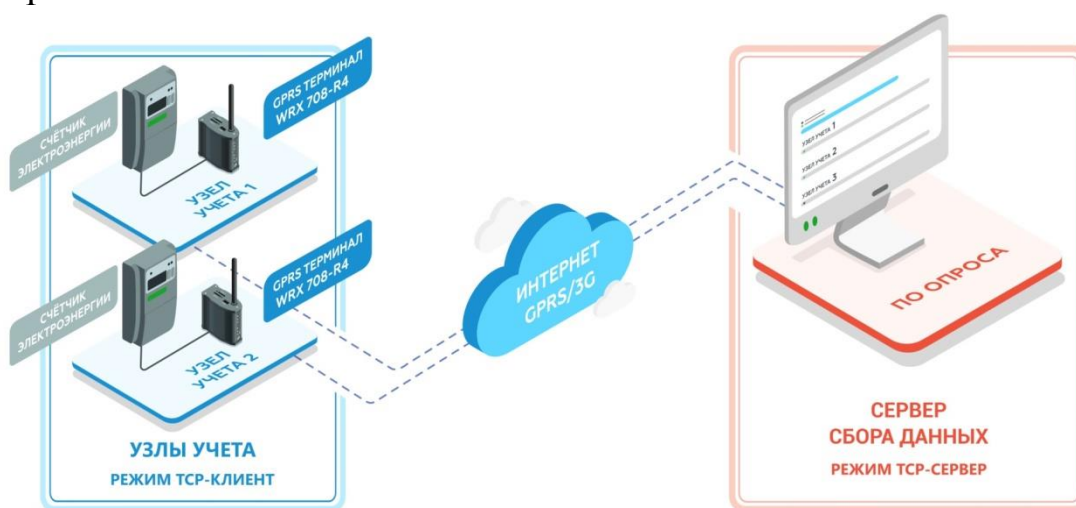 СЧЁТЧИК
ЭЛЕКТРОЭНЕРГИИ
GPRS ТЕРМИНАЛ
WRX 708-R4
УЗЕЛ
УЧЕТА 1
СЧЁТЧИК
ЭЛЕКТРОЭНЕРГИИ
GPRS ТЕРМИНАЛ
WRX 708-R4
УЗЕЛ
УЧЕТА 2
УЗЛЫ УЧЕТА
РЕЖИМ TCP-КЛИЕНТ
ИНТЕРНЕТ
GPRS/3G
УЗЕЛ УЧЕТА 1
УЗЕЛ УЧЕТА 2
УЗЕЛ УЧЕТА 3
ПО ОПРОСА
СЕРВЕР
СБОРА ДАННЫХ
РЕЖИМ TCP-СЕРВЕР